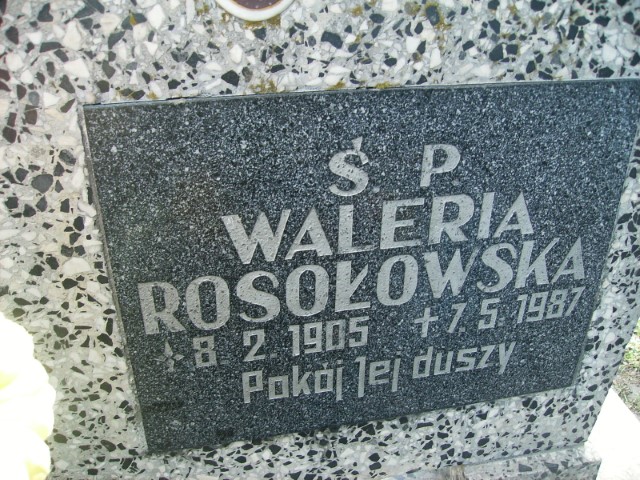 Ś. P
WALERIA
ROSOŁOWSKA
* 8. 2. 1905 + 7. 5. 1987
Pokój Jej duszy